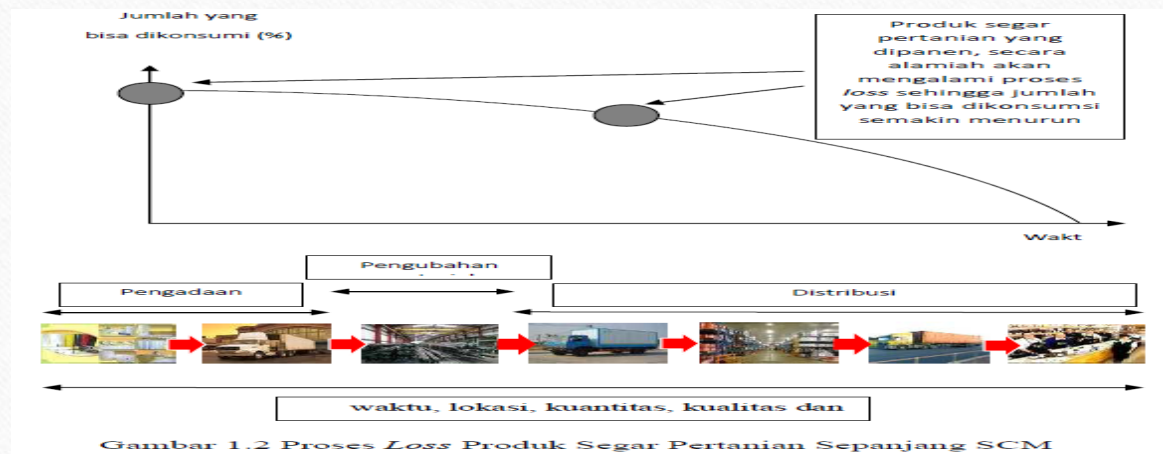 Jumlah yang
bisa dikonsumi (%)
Produk segar
pertanian yang
dipanen, secara
alamiah akan
mengalami proses
loss sehingga jumlah
yang bisa dikonsumsi
semakin menurun
Wakt
Pengubahan
Pengadaan
Distribusi
waktu, lokasi, kuantitas, kualitas dan
Gambar 1.2 Proses Loss Produk Segar Pertanian Sepanjang SCM